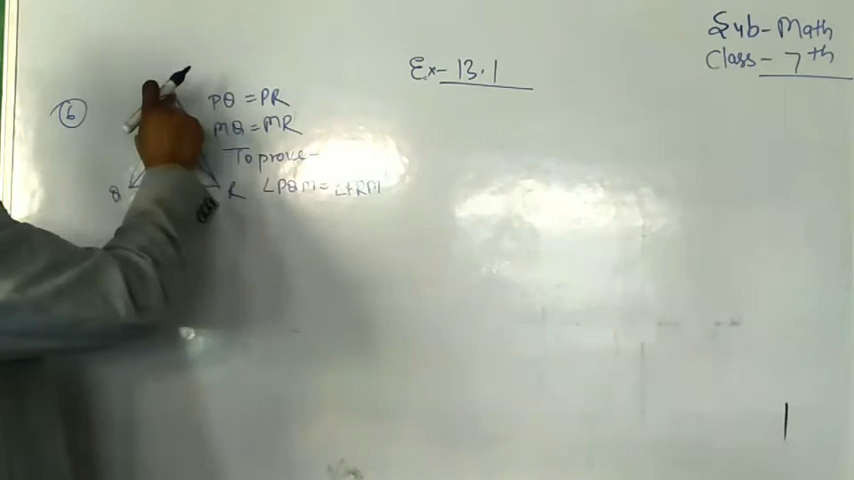 Sub-Math
Class- 7th
Ex-13.1
6
PQ = PR
MQ = MR
To prove-
∠PQM = ∠PRM
Q
R